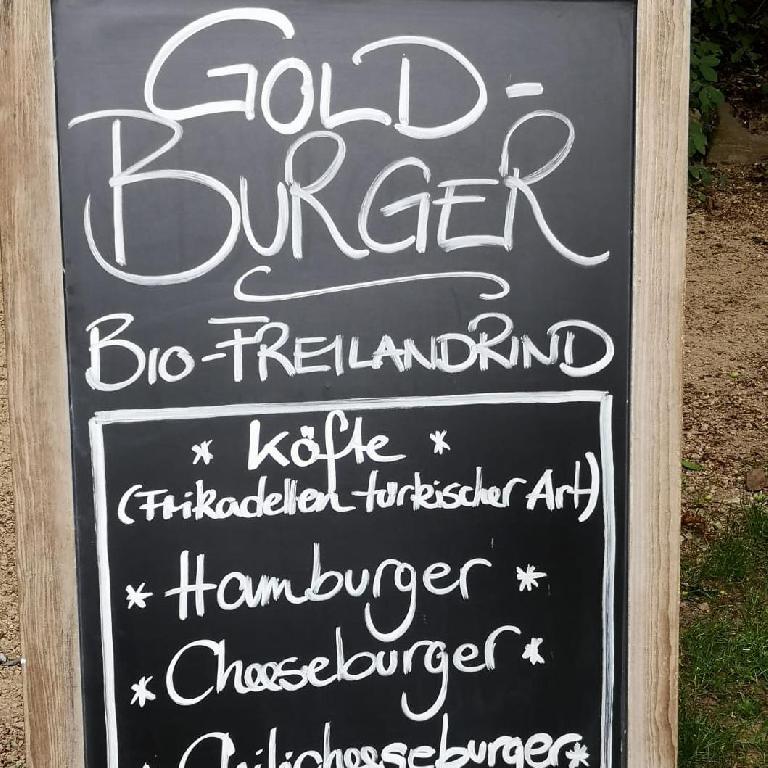 GOLD-
BURGER
BIO-FREILANDRIND
* Köfte *
(Frikadellen türkischer Art)
* Hamburger *
* Cheeseburger *
* Chilicheeseburger *